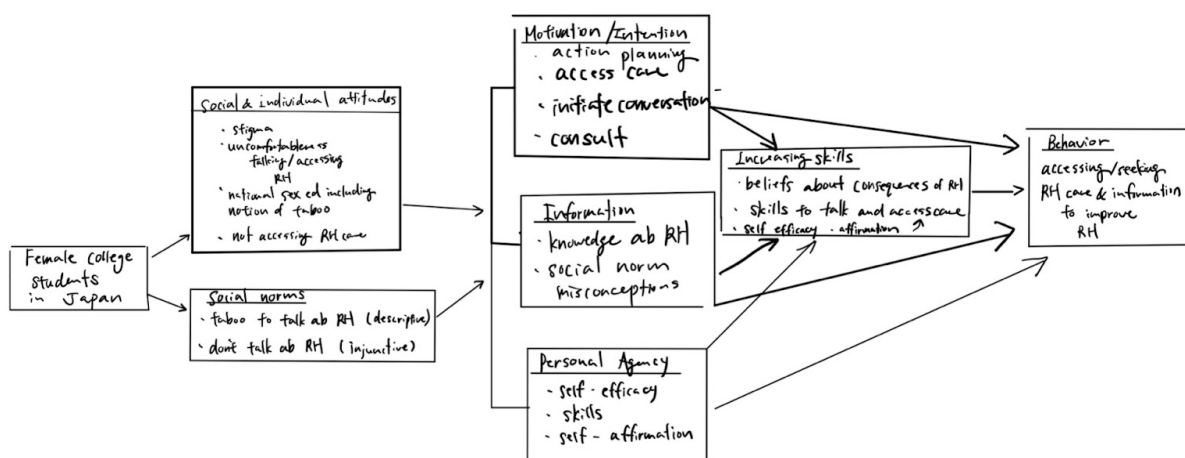 Female college
students
in Japan
Social & individual attitudes
· stigma
· uncomfortableness
talking/accessing
RH
· national sex ed including
notion of taboo
· not accessing RH care
Social norms
· taboo to talk ab RH (descriptive)
· don't talk ab RH (injunctive)
Motivation/Intention
· action planning
· access care
· initiate conversation
- consult
Information
· knowedge ab RH
· social norm
misconceptions
Personal Agency
· self-efficacy
· skills
· self-affirmation
Increasing skills
· beliefs about consequences of RH
· skills to talk and access care
· self efficacy · affirmation ↗
Behavior
accessing/seeking
RH care & information
to improve
RH